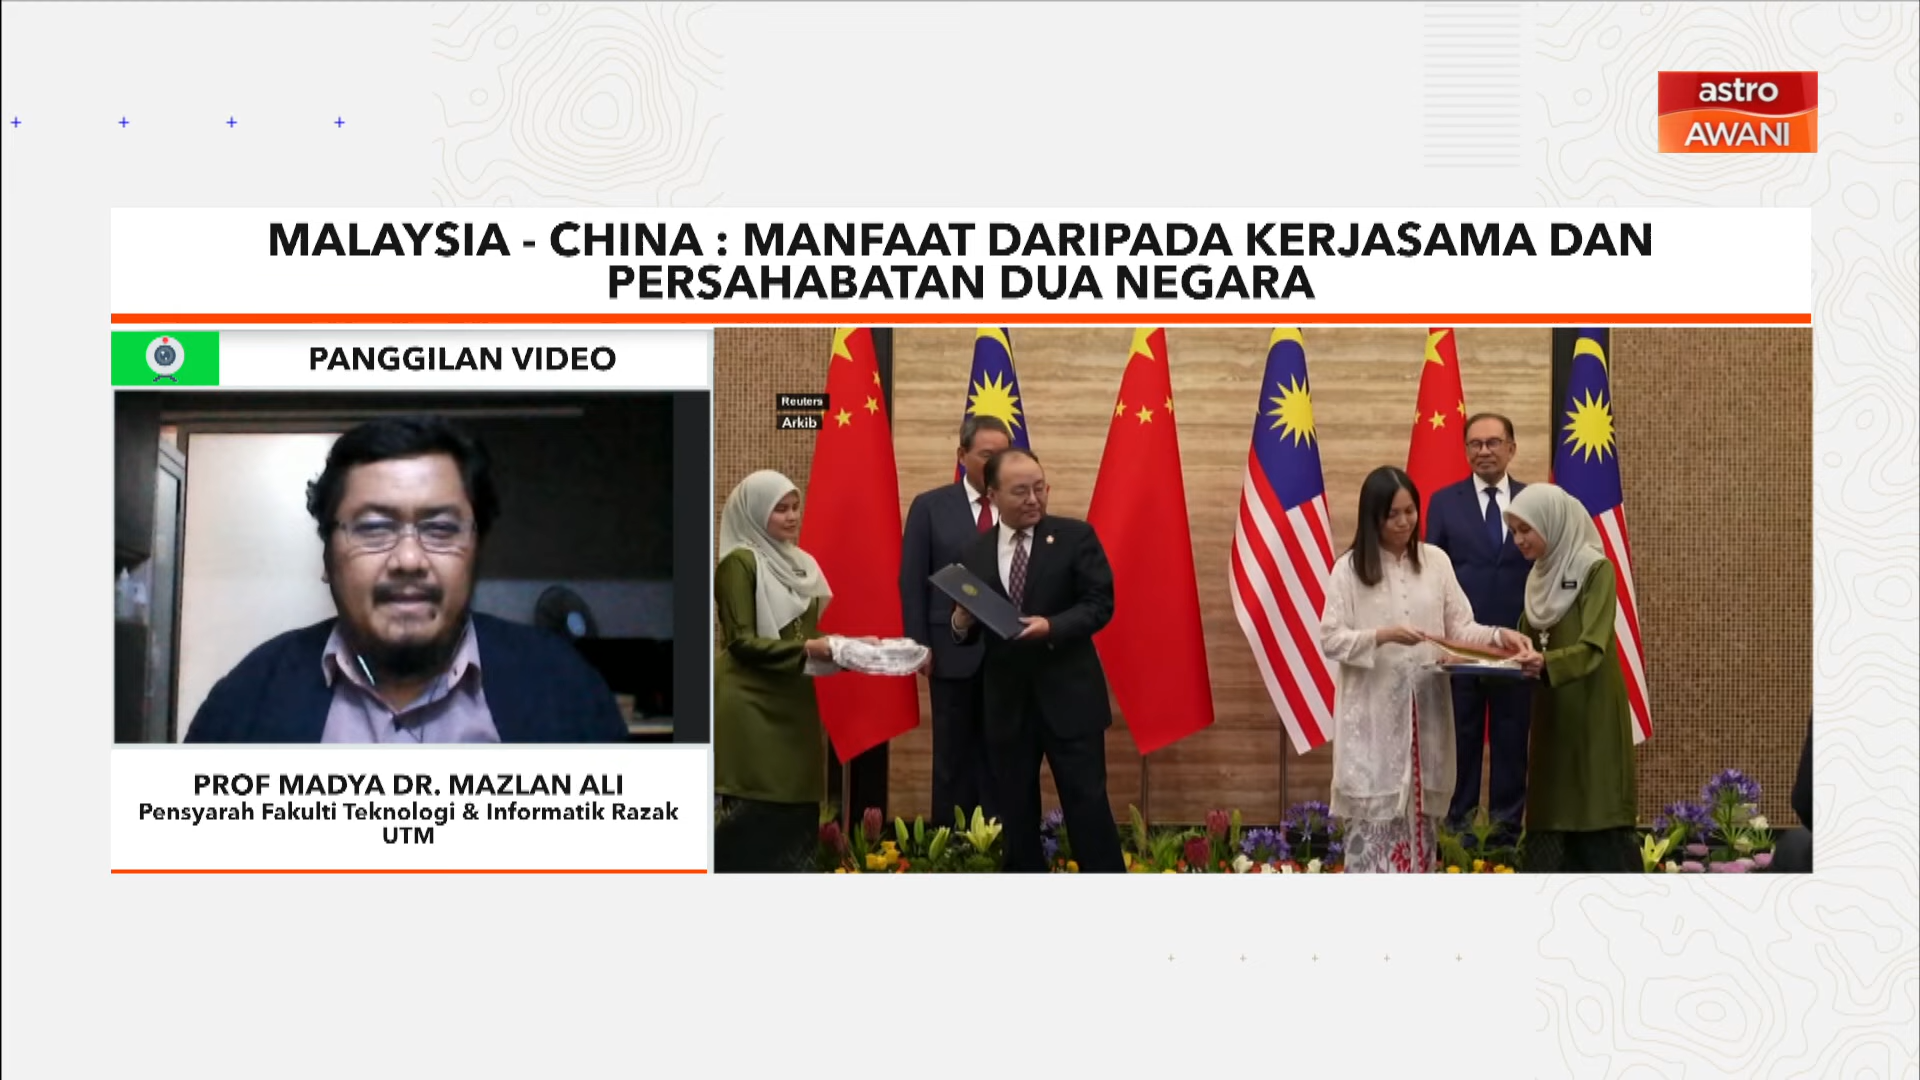 astro
AWANI
MALAYSIA - CHINA : MANFAAT DARIPADA KERJASAMA DAN
PERSAHABATAN DUA NEGARA
PANGGILAN VIDEO
Reuters
Arkib
PROF MADYA DR. MAZLAN ALI
Pensyarah Fakulti Teknologi & Informatik Razak
UTM